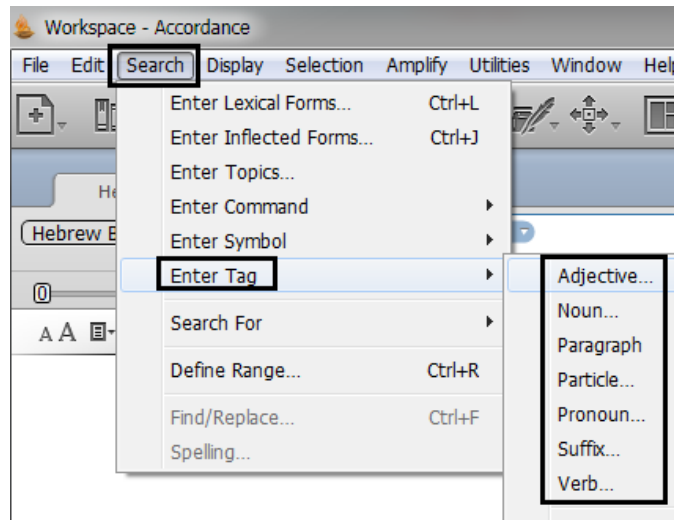 Workspace - Accordance
File Edit Search Display Selection Amplify Utilities Window Help
He
Hebrew B
A A
Enter Lexical Forms... Ctrl+L
Enter Inflected Forms... Ctrl+J
Enter Topics...
Enter Command
Enter Symbol
Enter Tag
Search For
Define Range... Ctrl+R
Find/Replace... Ctrl+F
Spelling...
Adjective...
Noun...
Paragraph
Particle...
Pronoun...
Suffix...
Verb...